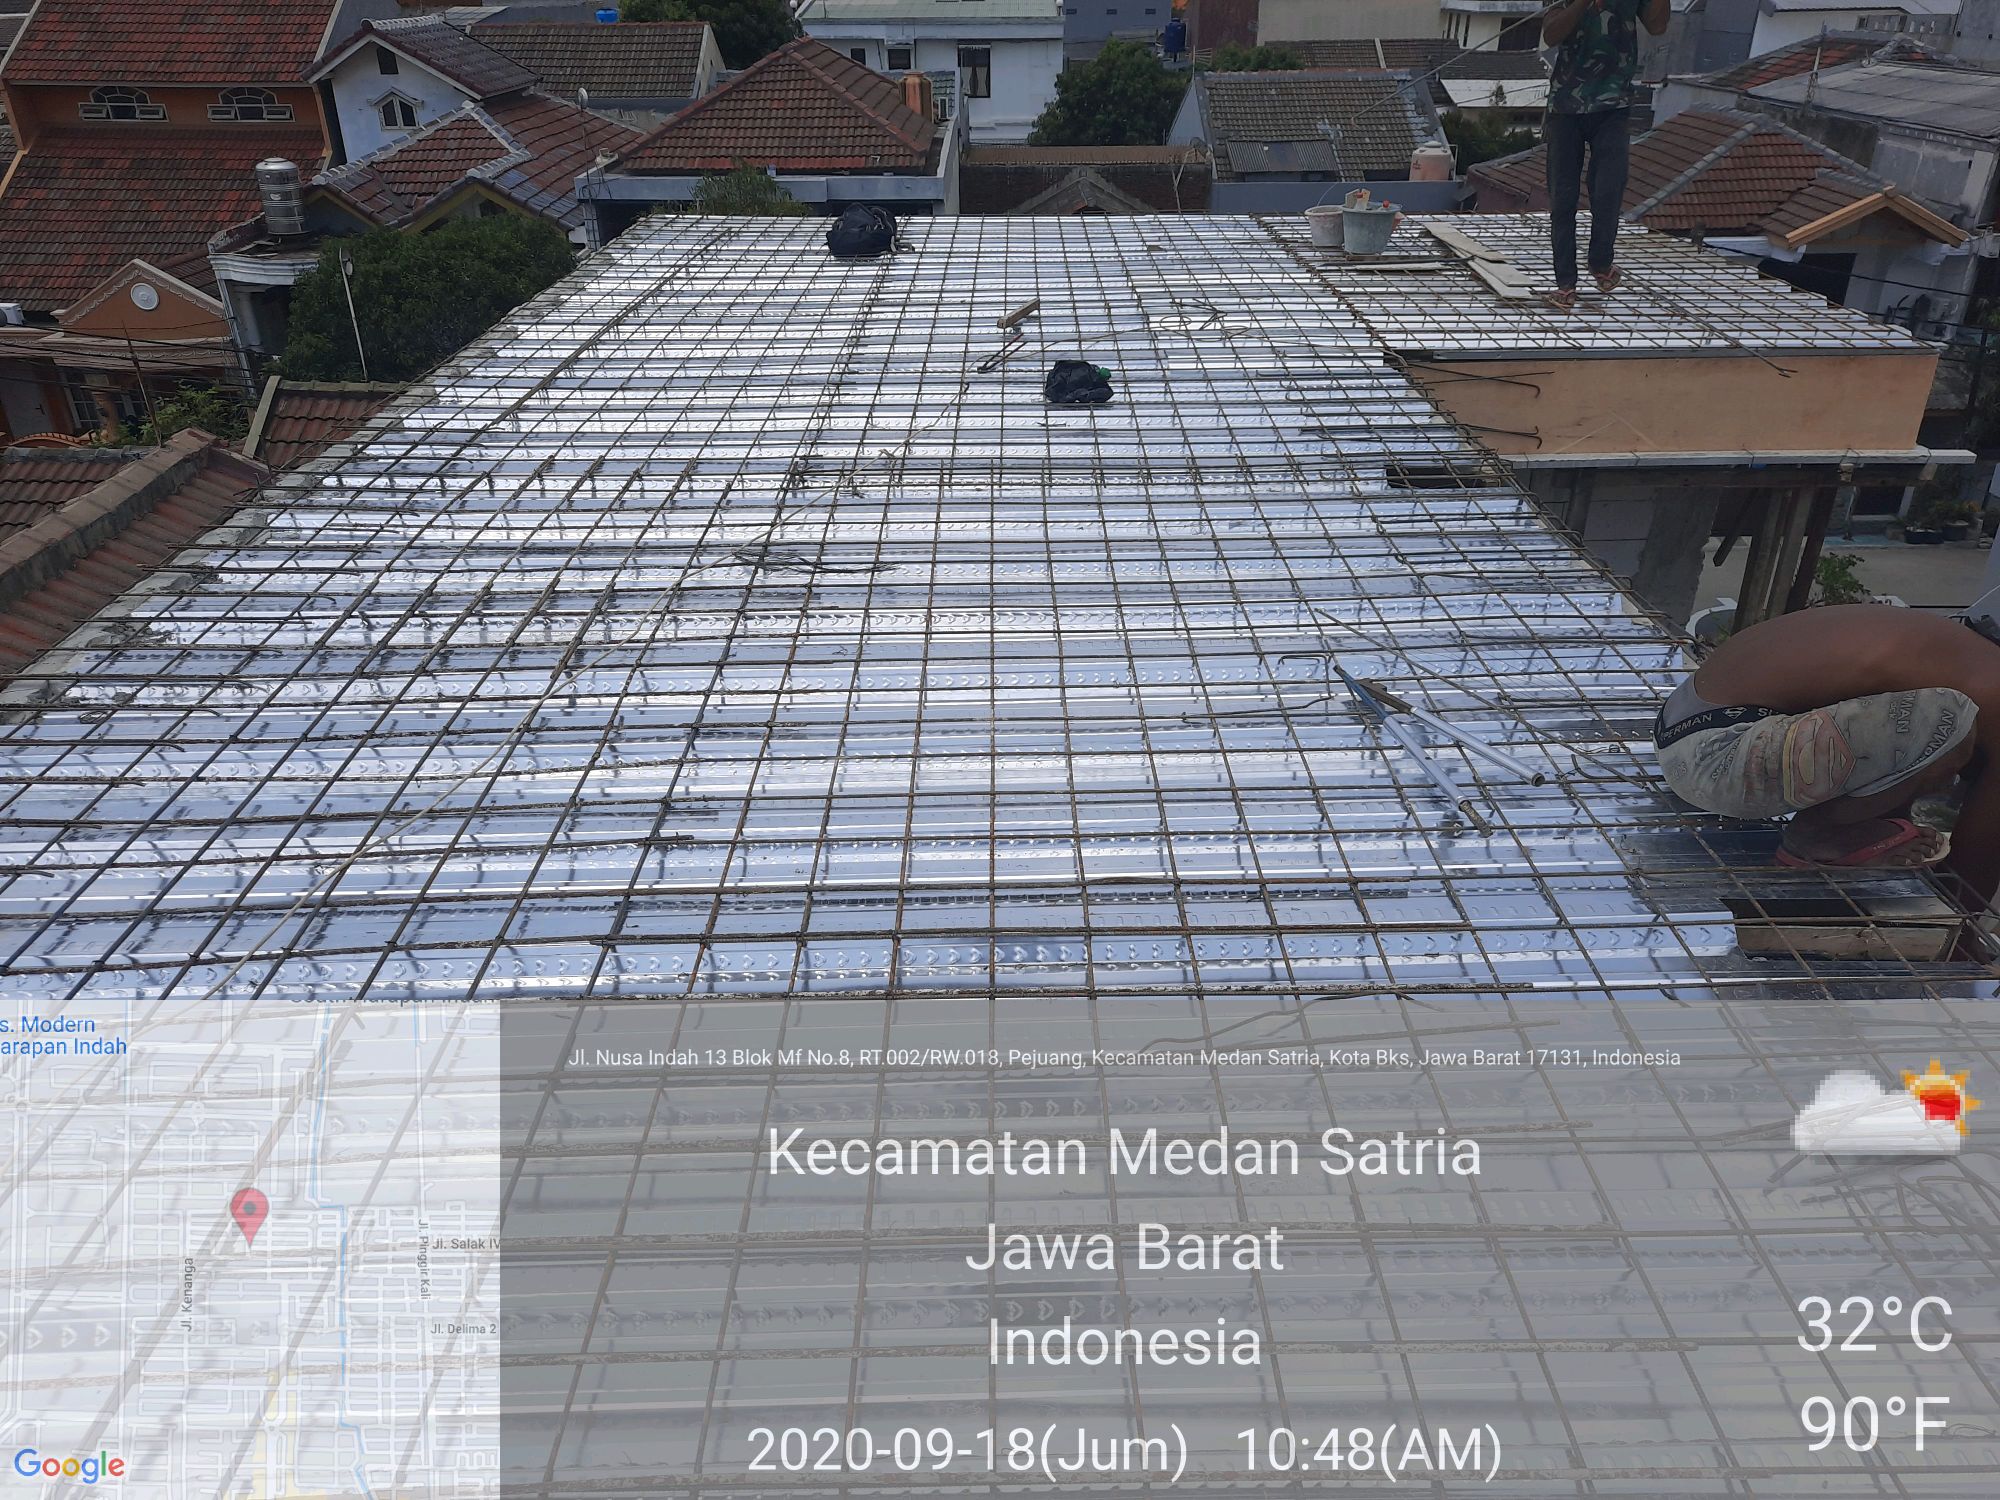 s. Modern
arapan Indah
Jl. Nusa Indah 13 Blok Mf No.8, RT.002/RW.018, Pejuang, Kecamatan Medan Satria, Kota Bks, Jawa Barat 17131, Indonesia
Kecamatan Medan Satria
Jawa Barat
Indonesia
2020-09-18(Jum) 10:48(AM)
32°C
90°F
Jl. Kenanga
Jl. Pinggir Kali
Jl. Salak IV
Jl. Delima 2
Google
PERMAN
MAN